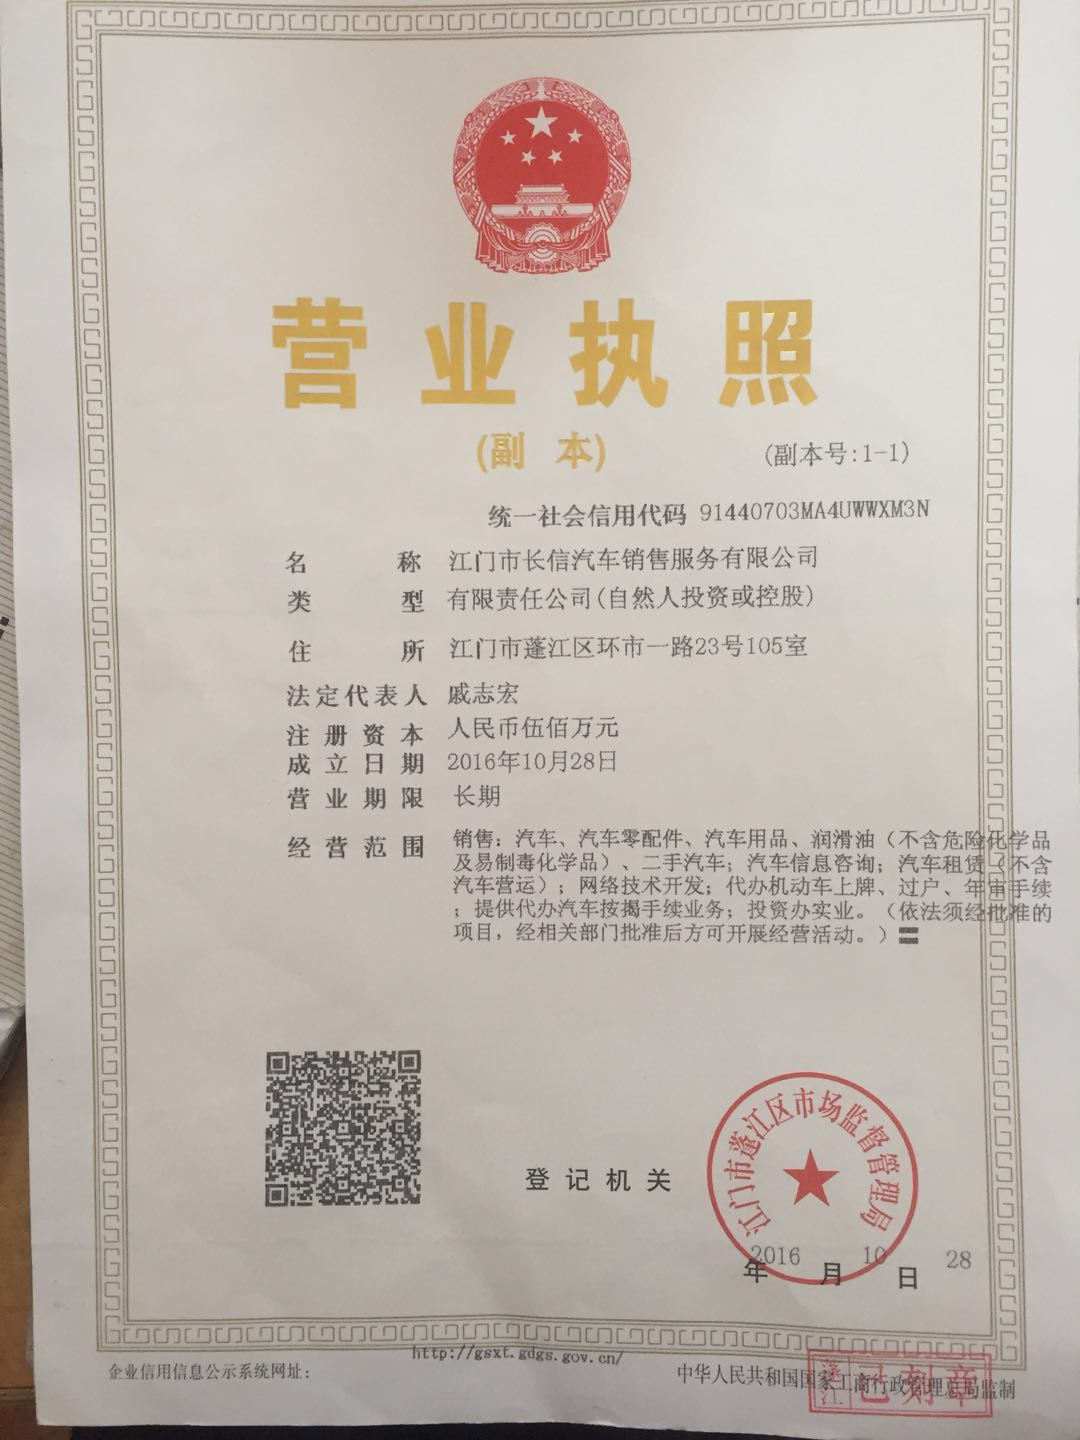 营业执照
(副 本)
(副本号:1-1)
统一社会信用代码 91440703MA4UWWXM3N
名 称 江门市长信汽车销售服务有限公司
类 型 有限责任公司(自然人投资或控股)
住 所 江门市蓬江区环市一路23号105室
法定代表人 戚志宏
注册资本 人民币伍佰万元
成立日期 2016年10月28日
营业期限 长期
经营范围 销售：汽车、汽车零配件、汽车用品、润滑油（不含危险化学品
及易制毒化学品）、二手汽车；汽车信息咨询；汽车租赁（不含
汽车营运）；网络技术开发；代办机动车上牌、过户、年审手续
；提供代办汽车按揭手续业务；投资办实业。（依法须经批准的
项目，经相关部门批准后方可开展经营活动。）
江门市蓬江区市场监督管理局
登记机关
2016年 10月 28日
企业信用信息公示系统网址：
http://gsxt.gdgs.gov.cn/
中华人民共和国国家工商行政管理总局监制
蓬江 已刻章